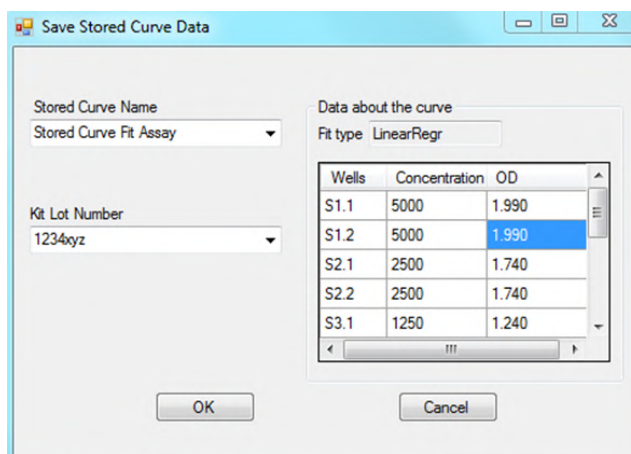 Save Stored Curve Data
Stored Curve Name
Stored Curve Fit Assay
Kit Lot Number
1234xyz
Data about the curve
Fit type LinearRegr
Wells Concentration OD
S1.1 5000 1.990
S1.2 5000 1.990
S2.1 2500 1.740
S2.2 2500 1.740
S3.1 1250 1.240
OK Cancel